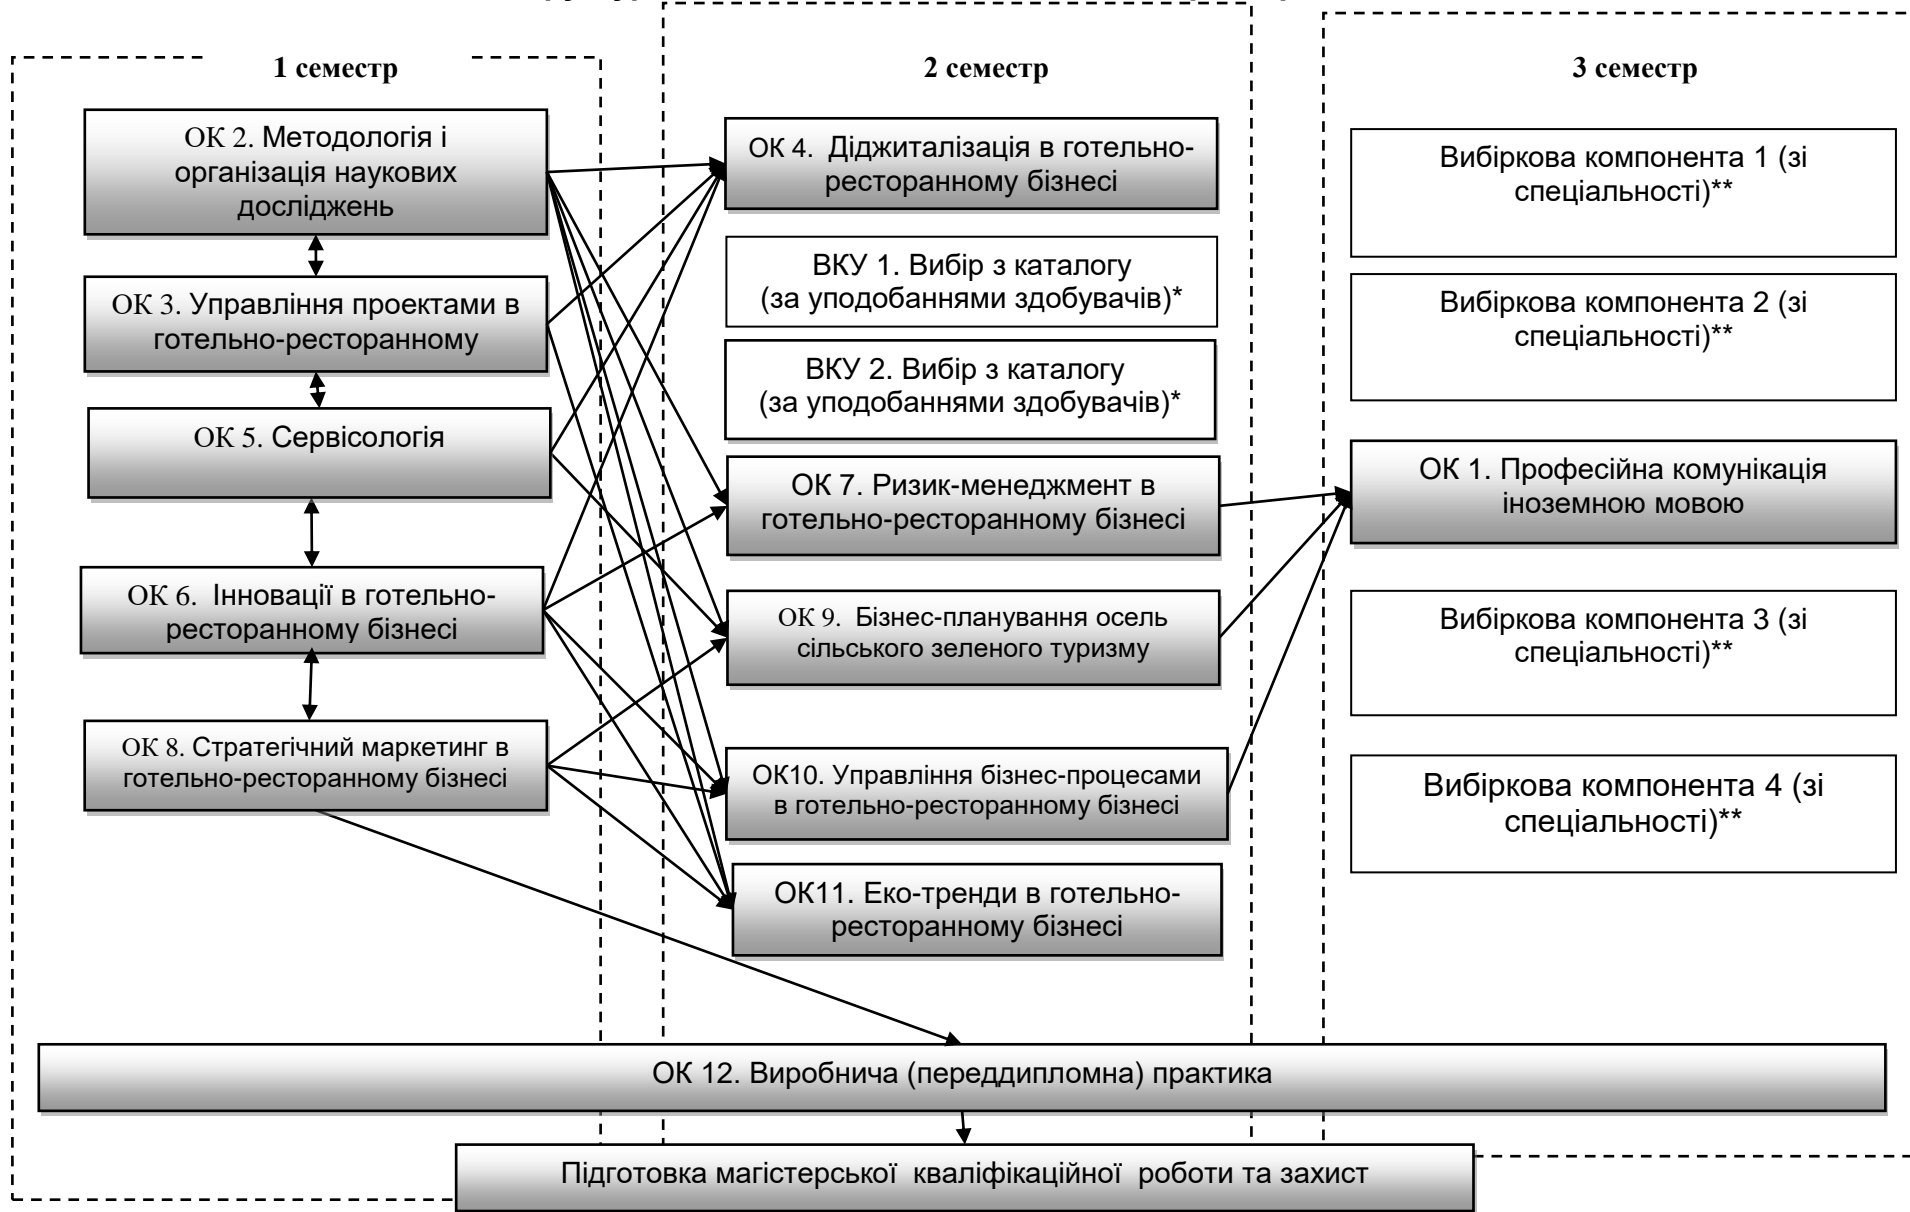 1 семестр
ОК 2. Методологія і
організація наукових
досліджень
ОК 3. Управління проектами в
готельно-ресторанному
ОК 5. Сервісологія
ОК 6. Інновації в готельно-
ресторанному бізнесі
ОК 8. Стратегічний маркетинг в
готельно-ресторанному бізнесі
2 семестр
ОК 4. Діджиталізація в готельно-
ресторанному бізнесі
ВКУ 1. Вибір з каталогу
(за уподобаннями здобувачів)*
ВКУ 2. Вибір з каталогу
(за уподобаннями здобувачів)*
ОК 7. Ризик-менеджмент в
готельно-ресторанному бізнесі
ОК 9. Бізнес-планування осель
сільського зеленого туризму
ОК10. Управління бізнес-процесами
в готельно-ресторанному бізнесі
ОК11. Еко-тренди в готельно-
ресторанному бізнесі
3 семестр
Вибіркова компонента 1 (зі
спеціальності)**
Вибіркова компонента 2 (зі
спеціальності)**
ОК 1. Професійна комунікація
іноземною мовою
Вибіркова компонента 3 (зі
спеціальності)**
Вибіркова компонента 4 (зі
спеціальності)**
ОК 12. Виробнича (переддипломна) практика
Підготовка магістерської кваліфікаційної роботи та захист